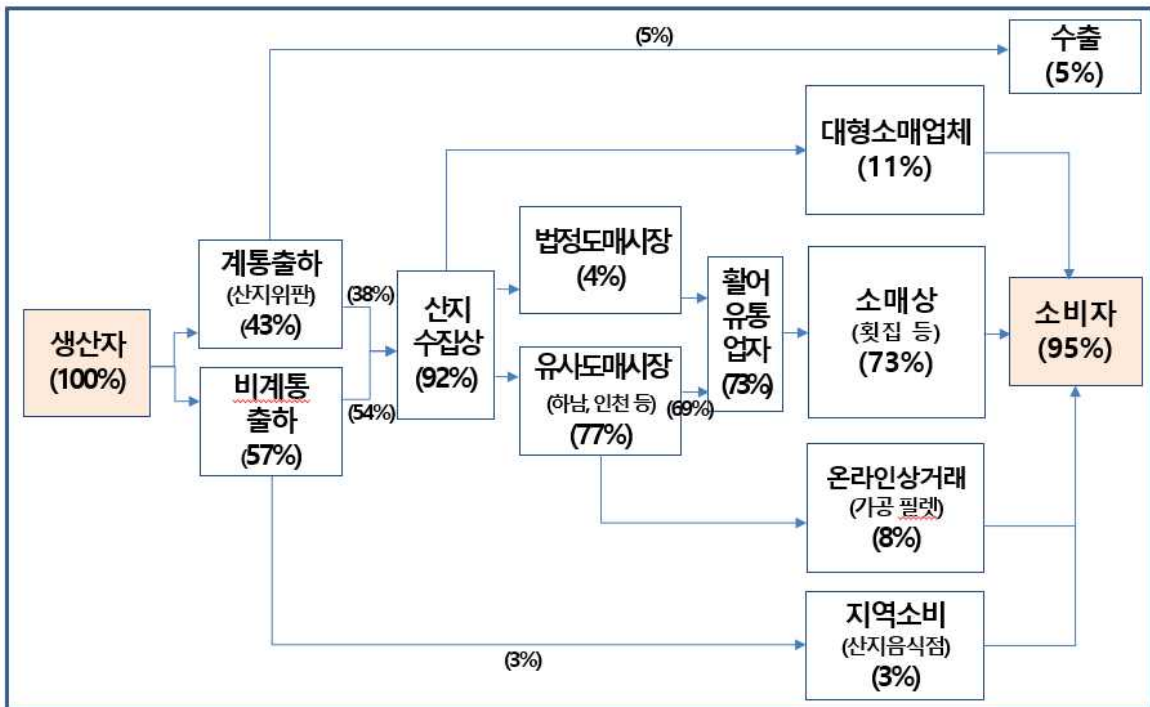 (5%)
수출
(5%)
대형소매업체
(11%)
법정도매시장
(4%)
계통출하
(산지위판)
(43%)
(38%)
산지
수집상
(92%)
활어
유통
업자
(73%)
소매상
(횟집 등)
(73%)
소비자
(95%)
생산자
(100%)
비계통
출하
(57%)
(54%)
유사도매시장
(하남, 인천 등)
(77%)
(69%)
온라인상거래
(가공 필렛)
(8%)
지역소비
(산지음식점)
(3%)
(3%)